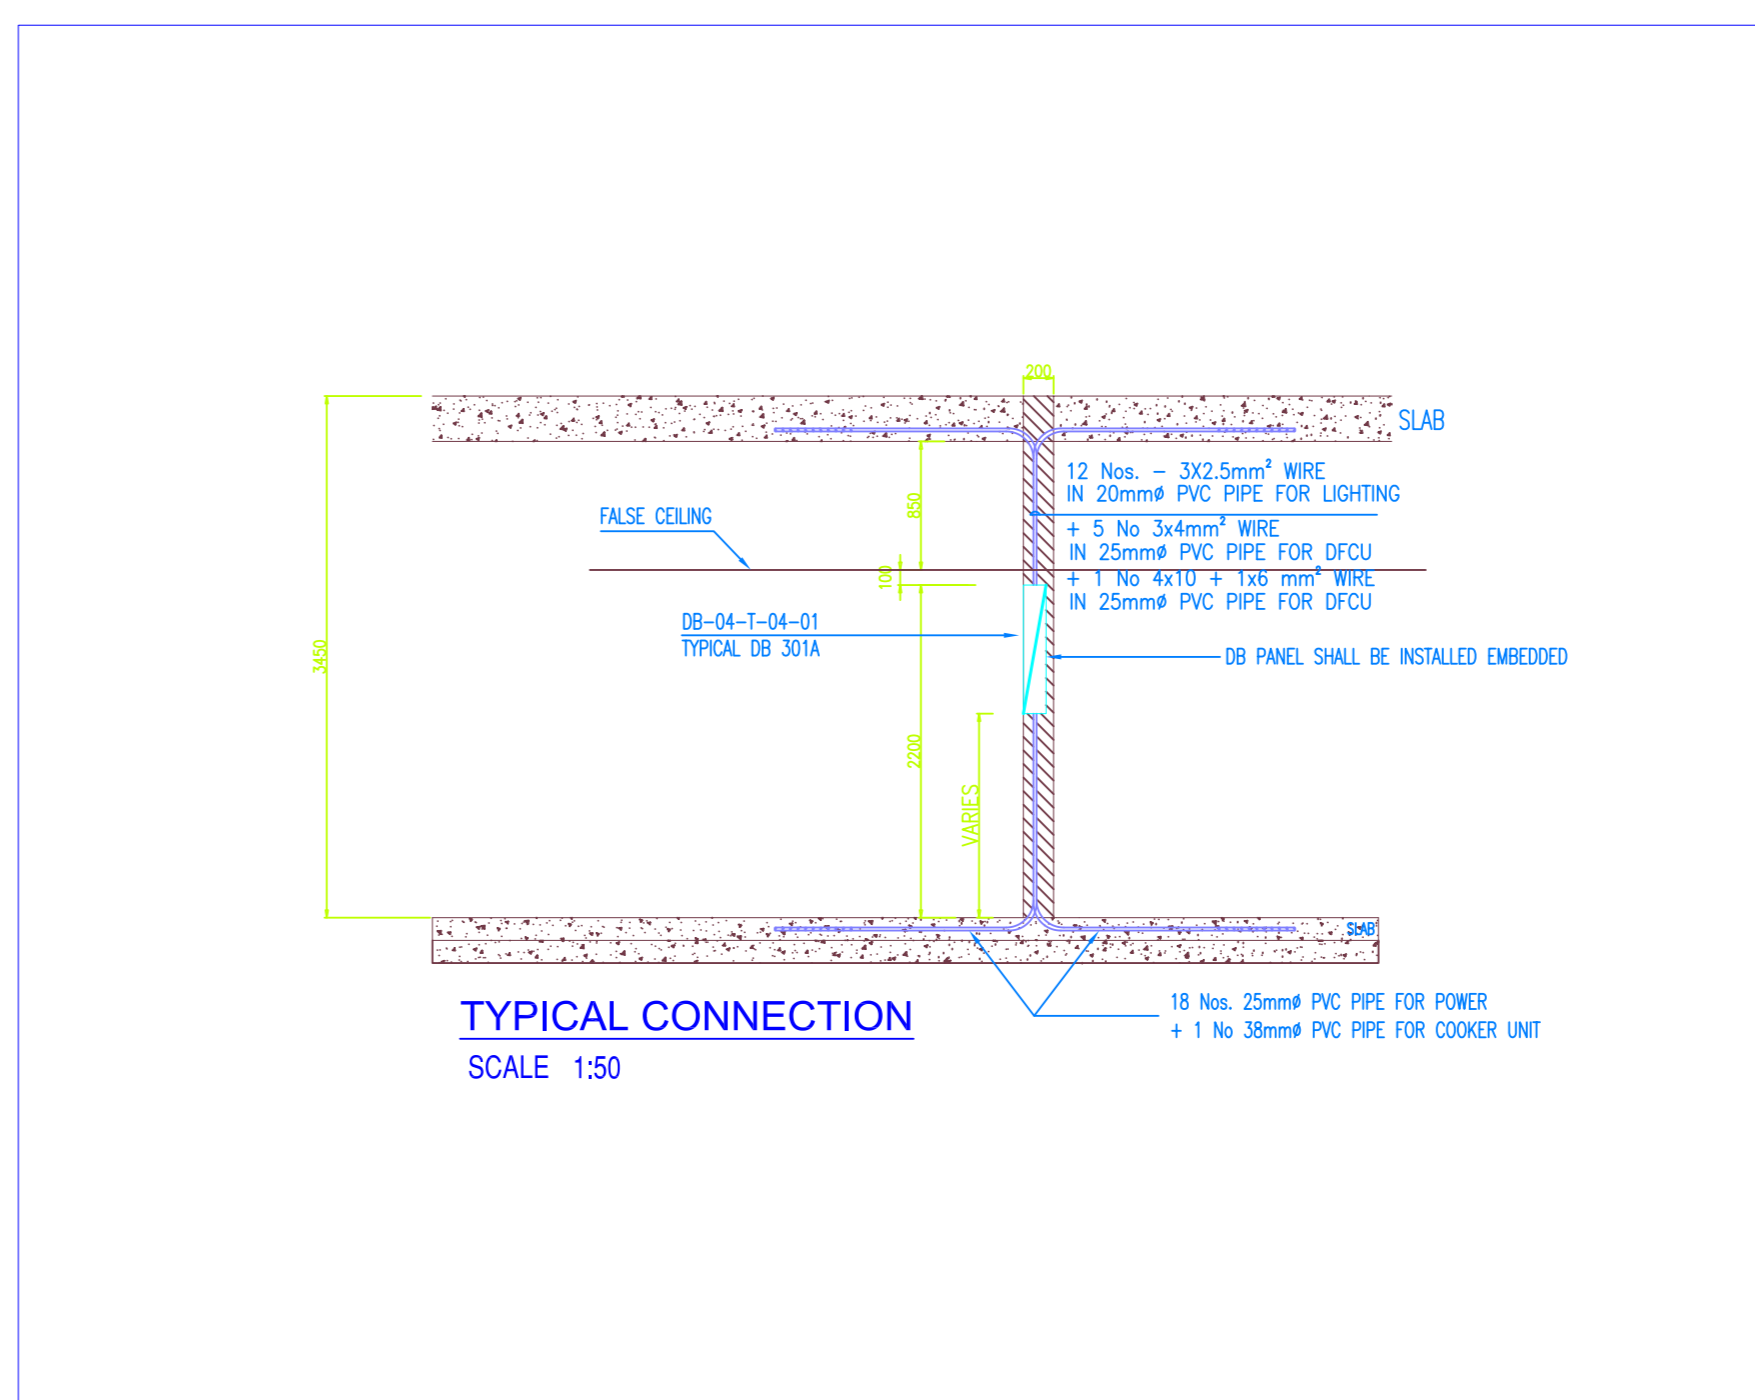 200
SLAB
12 Nos. - 3X2.5mm² WIRE
IN 20mmø PVC PIPE FOR LIGHTING
850
FALSE CEILING
+ 5 No 3x4mm² WIRE
IN 25mmø PVC PIPE FOR DFCU
100
+ 1 No 4x10 + 1x6 mm² WIRE
IN 25mmø PVC PIPE FOR DFCU
DB-04-T-04-01
TYPICAL DB 301A
3450
DB PANEL SHALL BE INSTALLED EMBEDDED
2200
VARIES
SLAB
18 Nos. 25mmø PVC PIPE FOR POWER
+ 1 No 38mmø PVC PIPE FOR COOKER UNIT
TYPICAL CONNECTION
SCALE 1:50